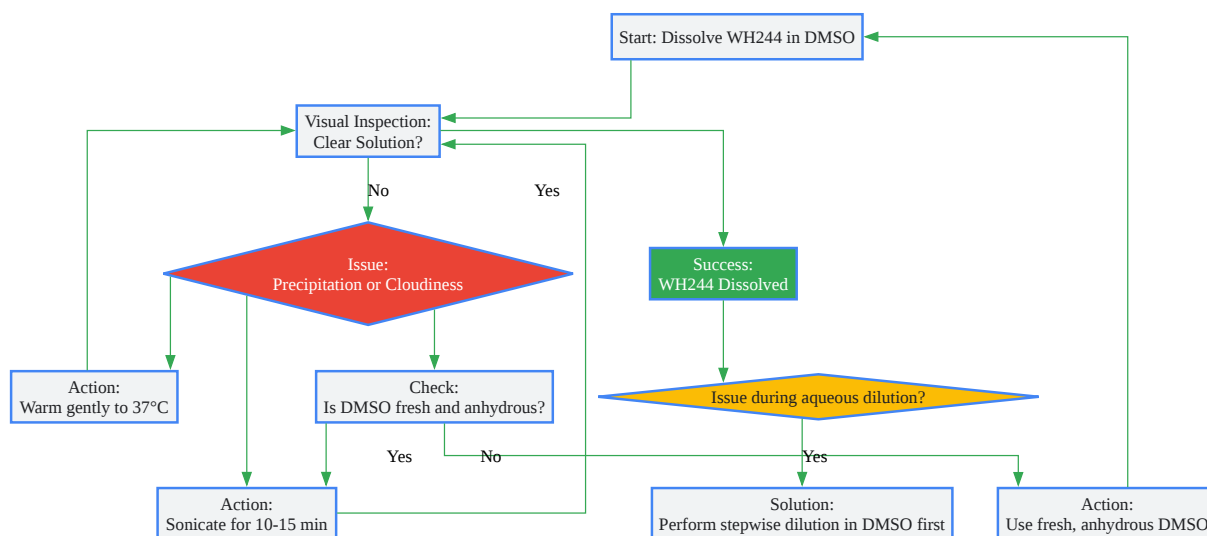 Start: Dissolve WH244 in DMSO
Visual Inspection:
Clear Solution?
No
Yes
Issue:
Precipitation or Cloudiness
Success:
WH244 Dissolved
Action:
Warm gently to 37°C
Check:
Is DMSO fresh and anhydrous?
Issue during aqueous dilution?
Yes
No
Yes
Action:
Sonicate for 10-15 min
Solution:
Perform stepwise dilution in DMSO first
Action:
Use fresh, anhydrous DMSO